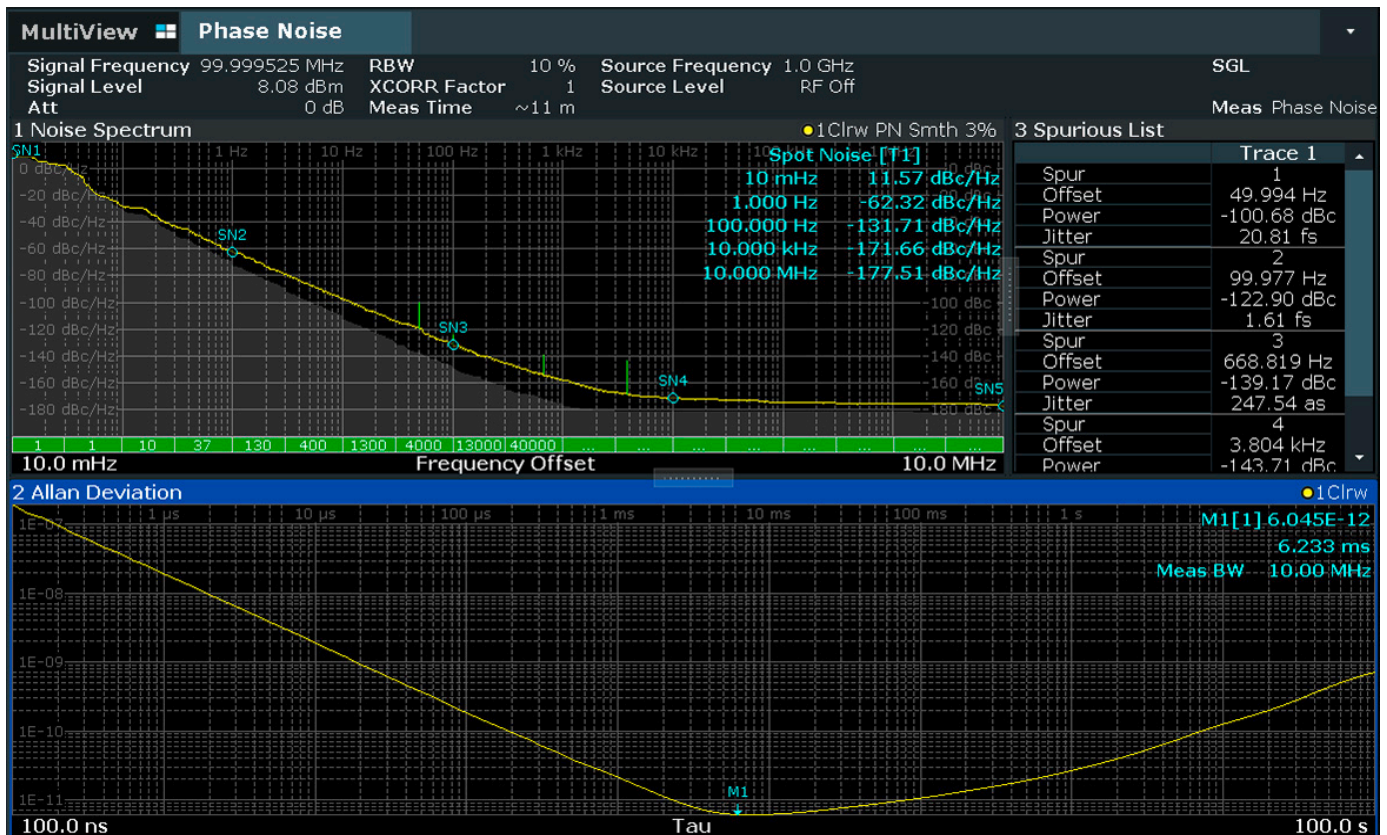 MultiView Phase Noise
Signal Frequency 99.999525 MHz RBW 10 % Source Frequency 1.0 GHz SGL
Signal Level 8.08 dBm XCORR Factor 1 Source Level RF Off
Att 0 dB Meas Time ~11 m Meas Phase Noise
1 Noise Spectrum 1Clrw PN Smth 3%
SN1 1 Hz 10 Hz 100 Hz 1 kHz 10 kHz
Spot Noise [T1]
10 mHz 11.57 dBc/Hz
1.000 Hz -62.32 dBc/Hz
100.000 Hz -131.71 dBc/Hz
10.000 kHz -171.66 dBc/Hz
10.000 MHz -177.51 dBc/Hz
0 dBc/Hz
-20 dBc/Hz
-40 dBc/Hz
SN2
-60 dBc/Hz
-80 dBc/Hz
-100 dBc/Hz -100 dBc
SN3
-120 dBc/Hz -120 dBc
-140 dBc/Hz -140 dBc
SN4
-160 dBc/Hz -160 dBc
SN5
-180 dBc/Hz -180 dBc
1 1 10 37 130 400 1300 4000 13000 40000 ... ... ... ... ... ... ... ...
10.0 mHz Frequency Offset 10.0 MHz
3 Spurious List
Trace 1
Spur 1
Offset 49.994 Hz
Power -100.68 dBc
Jitter 20.81 fs
Spur 2
Offset 99.977 Hz
Power -122.90 dBc
Jitter 1.61 fs
Spur 3
Offset 668.819 Hz
Power -139.17 dBc
Jitter 247.54 as
Spur 4
Offset 3.804 kHz
Power -143.71 dBc
2 Allan Deviation 1Clrw
1 µs 10 µs 100 µs 1 ms 10 ms 100 ms 1 s
M1[1] 6.045E-12
6.233 ms
Meas BW 10.00 MHz
1E-07
1E-08
1E-09
1E-10
1E-11
M1
100.0 ns Tau 100.0 s